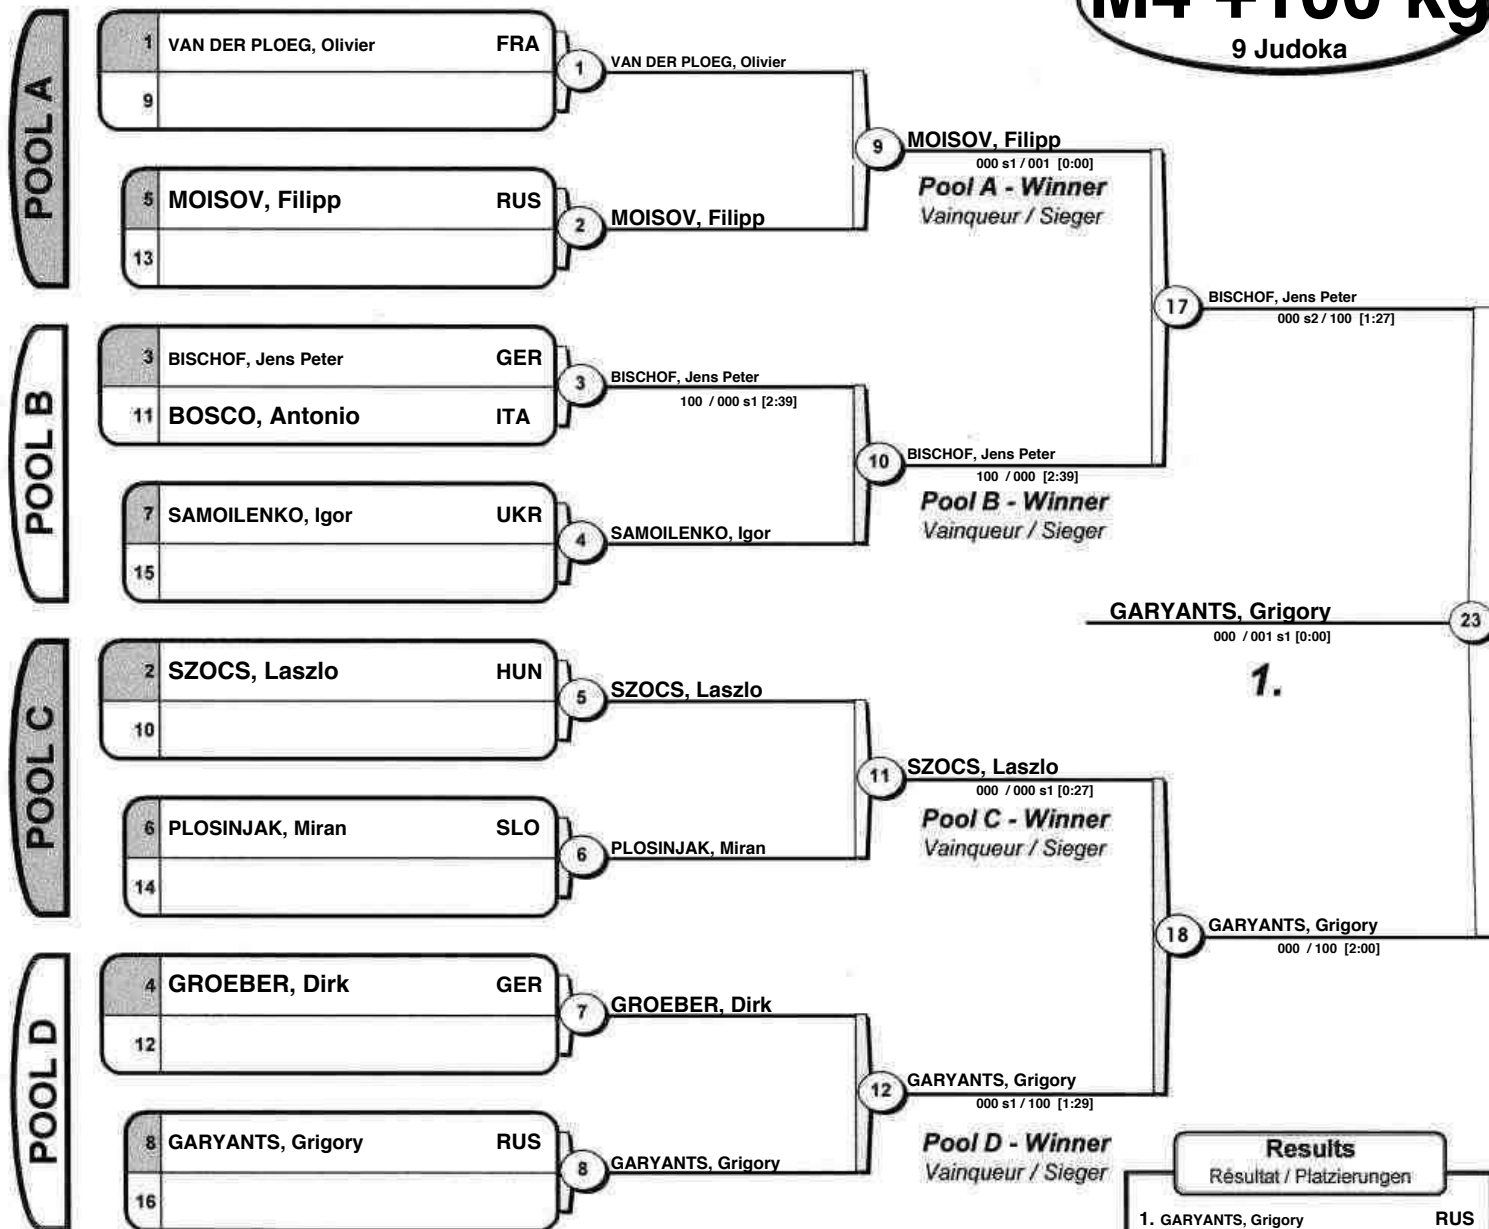 M4 +100 kg
9 Judoka
POOL A
1 VAN DER PLOEG, Olivier FRA
9
5 MOISOV, Filipp RUS
13
1 VAN DER PLOEG, Olivier
2 MOISOV, Filipp
9 MOISOV, Filipp
000 s1 / 001 [0:00]
Pool A - Winner
Vainqueur / Sieger
POOL B
3 BISCHOF, Jens Peter GER
11 BOSCO, Antonio ITA
7 SAMOILENKO, Igor UKR
15
3 BISCHOF, Jens Peter
100 / 000 s1 [2:39]
4 SAMOILENKO, Igor
10 BISCHOF, Jens Peter
100 / 000 [2:39]
Pool B - Winner
Vainqueur / Sieger
17 BISCHOF, Jens Peter
000 s2 / 100 [1:27]
GARYANTS, Grigory 23
000 / 001 s1 [0:00]
1.
POOL C
2 SZOCS, Laszlo HUN
10
6 PLOSINJAK, Miran SLO
14
5 SZOCS, Laszlo
6 PLOSINJAK, Miran
11 SZOCS, Laszlo
000 / 000 s1 [0:27]
Pool C - Winner
Vainqueur / Sieger
18 GARYANTS, Grigory
000 / 100 [2:00]
POOL D
4 GROEBER, Dirk GER
12
8 GARYANTS, Grigory RUS
16
7 GROEBER, Dirk
8 GARYANTS, Grigory
12 GARYANTS, Grigory
000 s1 / 100 [1:29]
Pool D - Winner
Vainqueur / Sieger
Results
Résultat / Platzierungen
1. GARYANTS, Grigory RUS